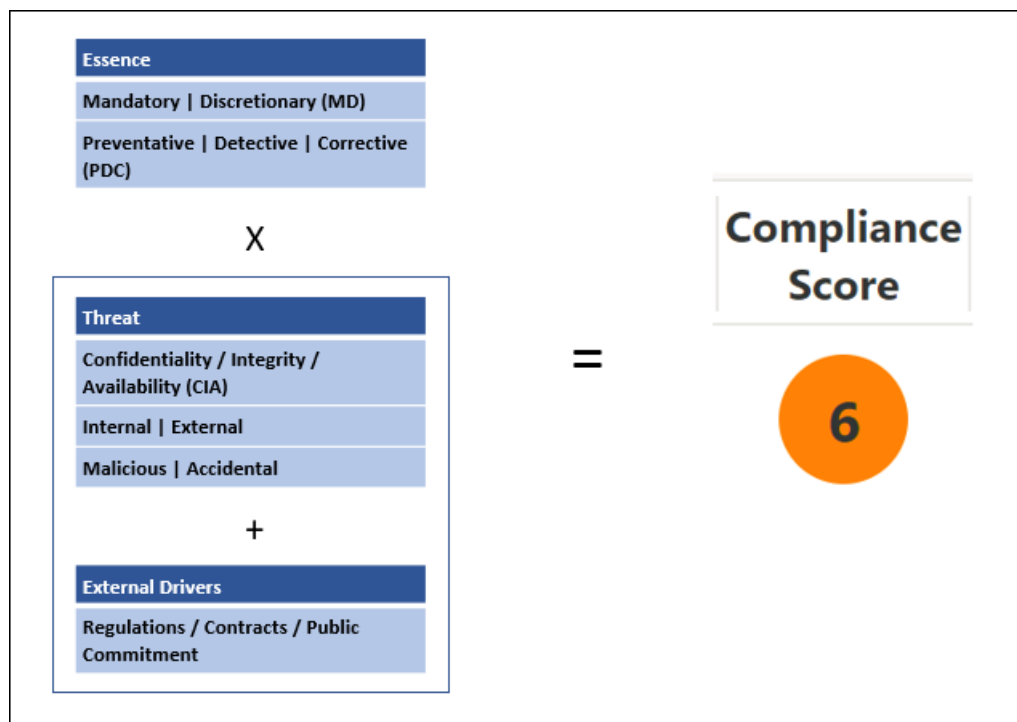 Essence
Mandatory | Discretionary (MD)
Preventative | Detective | Corrective
(PDC)
X
Threat
Confidentiality / Integrity /
Availability (CIA)
Internal | External
Malicious | Accidental
+
External Drivers
Regulations / Contracts / Public
Commitment
=
Compliance
Score
6